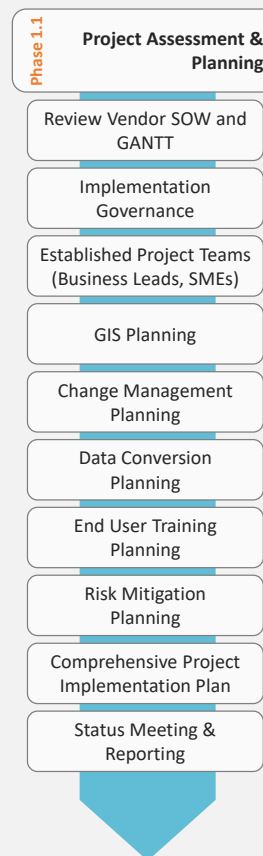 Phase 1.1
Project Assessment &
Planning
Review Vendor SOW and
GANTT
Implementation
Governance
Established Project Teams
(Business Leads, SMEs)
GIS Planning
Change Management
Planning
Data Conversion
Planning
End User Training
Planning
Risk Mitigation
Planning
Comprehensive Project
Implementation Plan
Status Meeting &
Reporting